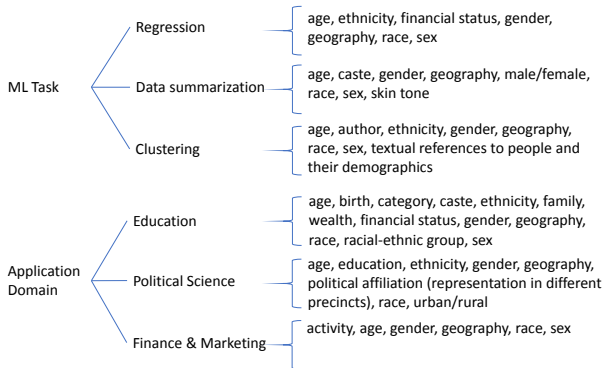 Regression
age, ethnicity, financial status, gender,
geography, race, sex
ML Task
Data summarization
age, caste, gender, geography, male/female,
race, sex, skin tone
Clustering
age, author, ethnicity, gender, geography,
race, sex, textual references to people and
their demographics
Education
age, birth, category, caste, ethnicity, family,
wealth, financial status, gender, geography,
race, racial-ethnic group, sex
Application
Domain
Political Science
age, education, ethnicity, gender, geography,
political affiliation (representation in different
precincts), race, urban/rural
Finance & Marketing
activity, age, gender, geography, race, sex